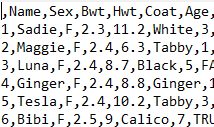 ,Name,Sex,Bwt,Hwt,Coat,Age,
1,Sadie,F,2.3,11.2,White,3,
2,Maggie,F,2.4,6.3,Tabby,1,
3,Luna,F,2.4,8.7,Black,5,FA
4,Ginger,F,2.4,8.8,Ginger,1
5,Tesla,F,2.4,10.2,Tabby,3,
6,Bibi,F,2.5,9,Calico,7,TRU